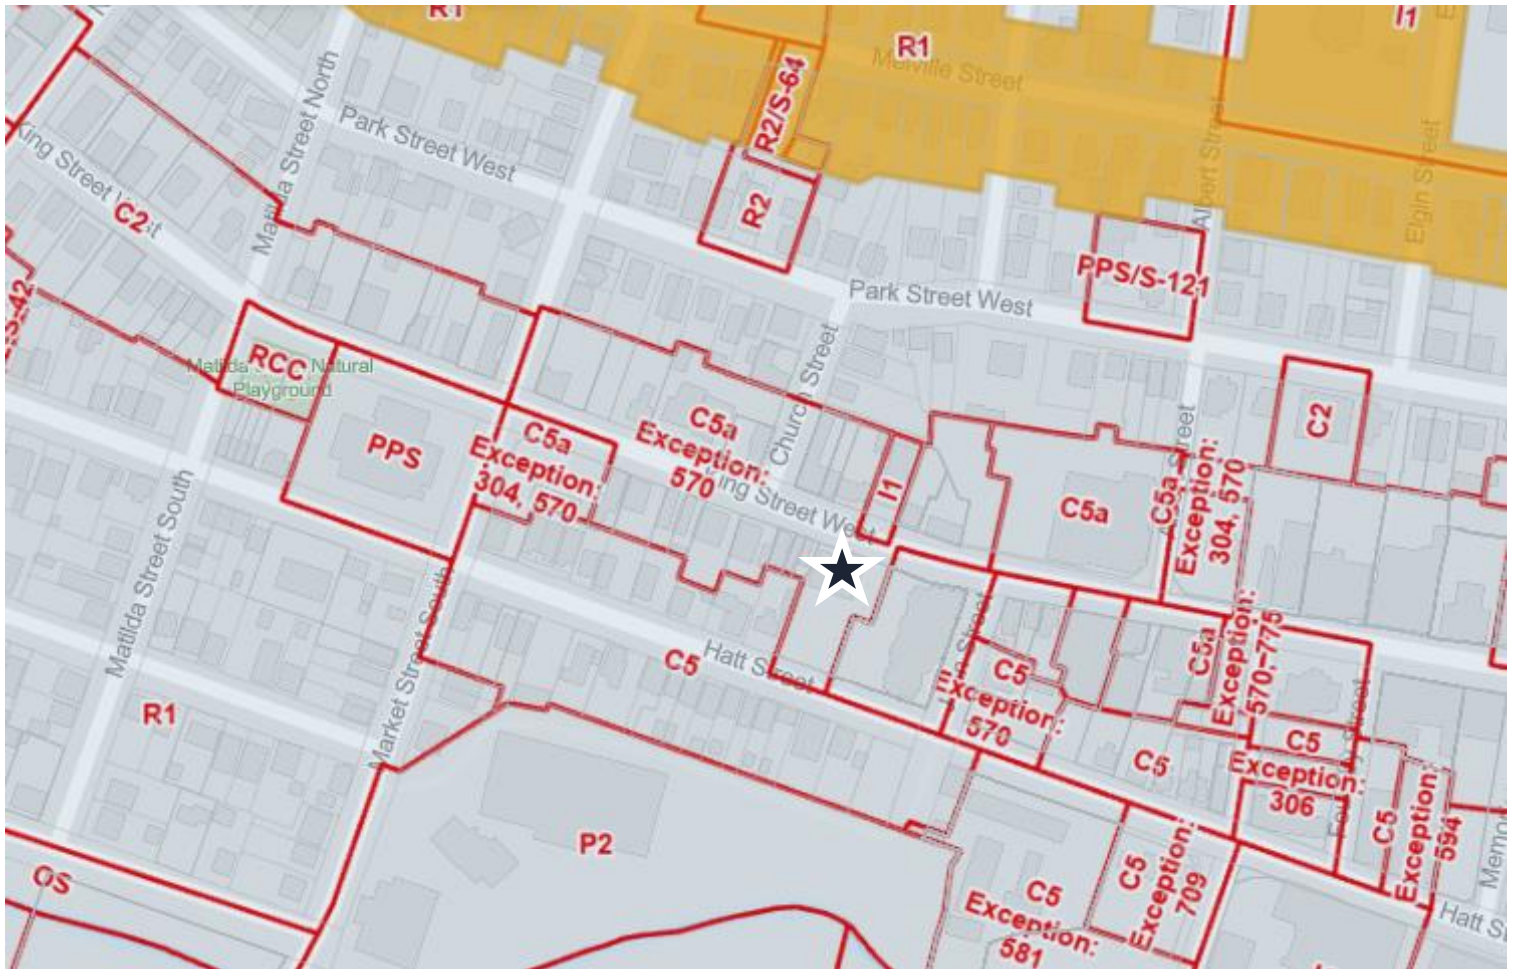 R1
I1
R1
Melville Street
R2/S-64
Matilda Street North
Park Street West
King Street West
C2
R2
Albert Street
Elgin Street
PPS/S-121
Park Street West
Matilda
Natural
Playground
RCC
Church Street
C5a
Exception:
570
C5a
Exception:
304, 570
PPS
C2
King Street West
I1
C5a
C5a
Exception:
304, 570
Matilda Street South
Market Street South
Hatt Street
C5
R1
C5
Exception:
570
C5a
Exception:
570, 775
C5
C5
Exception:
306
C5
Exception:
594
P2
OS
C5
Exception:
581
C5
Exception:
709
Hatt St